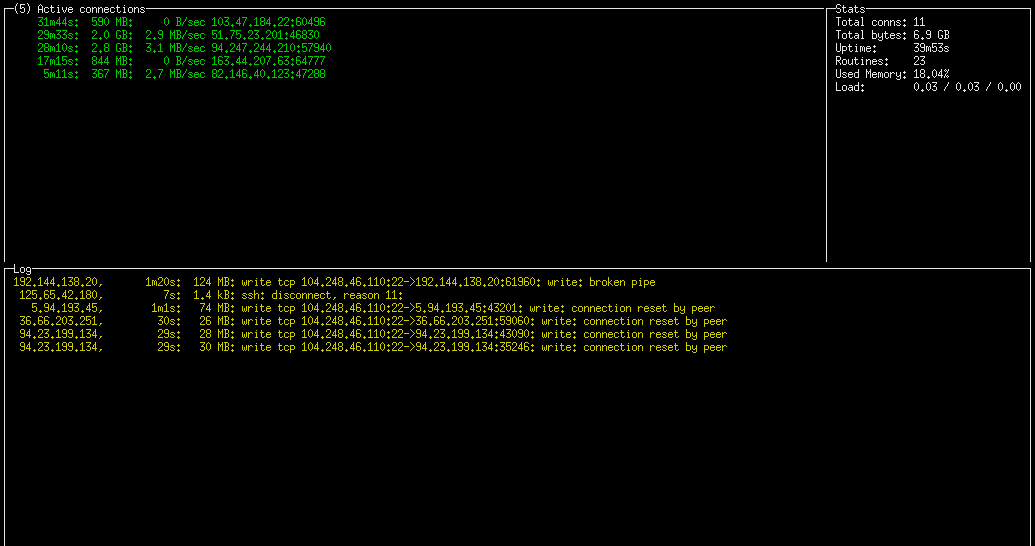 (5) Active connections
31m44s: 590 MB: 0 B/sec 103.47.184.22:60496
29m33s: 2.0 GB: 2.9 MB/sec 51.75.23.201:46830
28m10s: 2.8 GB: 3.1 MB/sec 94.247.244.210:57940
17m15s: 844 MB: 0 B/sec 163.44.207.63:64777
5m11s: 367 MB: 2.7 MB/sec 82.146.40.123:47288
Stats
Total conns: 11
Total bytes: 6.9 GB
Uptime: 39m53s
Routines: 23
Used Memory: 18.04%
Load: 0.03 / 0.03 / 0.00
Log
192.144.138.20, 1m20s: 124 MB: write tcp 104.248.46.110:22->192.144.138.20:61960: write: broken pipe
125.65.42.180, 7s: 1.4 kB: ssh: disconnect, reason 11:
5.94.193.45, 1m1s: 74 MB: write tcp 104.248.46.110:22->5.94.193.45:43201: write: connection reset by peer
36.66.203.251, 30s: 26 MB: write tcp 104.248.46.110:22->36.66.203.251:59060: write: connection reset by peer
94.23.199.134, 29s: 28 MB: write tcp 104.248.46.110:22->94.23.199.134:43090: write: connection reset by peer
94.23.199.134, 29s: 30 MB: write tcp 104.248.46.110:22->94.23.199.134:35246: write: connection reset by peer